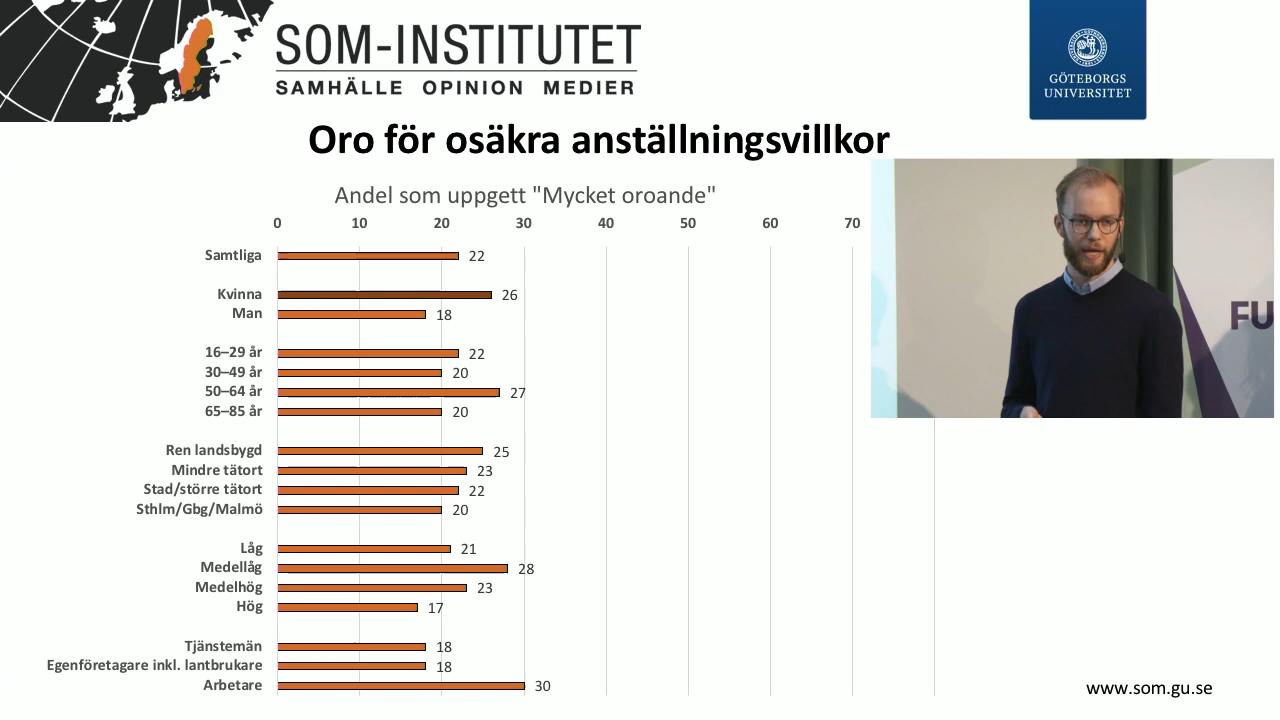 SOM-INSTITUTET
SAMHÄLLE OPINION MEDIER
GÖTEBORGS
UNIVERSITET
Oro för osäkra anställningsvillkor
Andel som uppgett "Mycket oroande"
0 10 20 30 40 50 60 70
Samtliga 22
Kvinna 26
Man 18
16–29 år 22
30–49 år 20
50–64 år 27
65–85 år 20
Ren landsbygd 25
Mindre tätort 23
Stad/större tätort 22
Sthlm/Gbg/Malmö 20
Låg 21
Medellåg 28
Medelhög 23
Hög 17
Tjänstemän 18
Egenföretagare inkl. lantbrukare 18
Arbetare 30
FU
www.som.gu.se